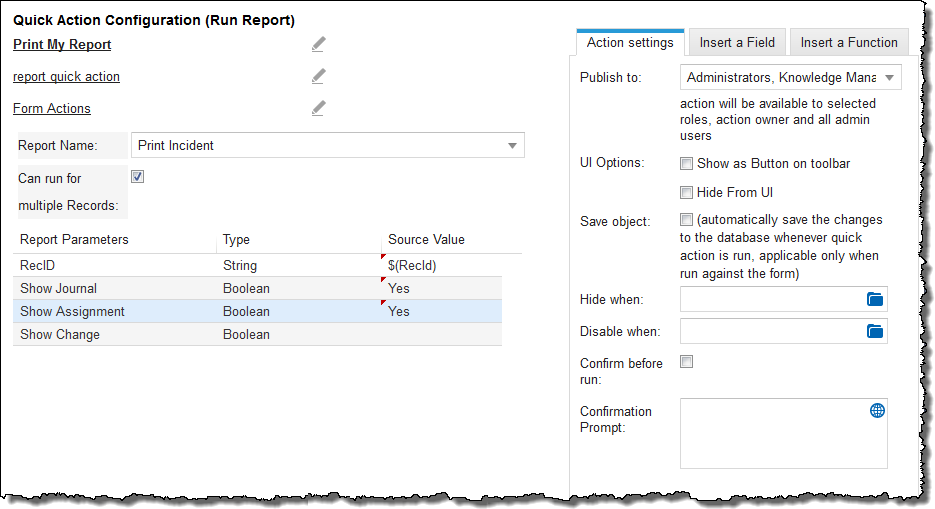 Quick Action Configuration (Run Report)
Print My Report
report quick action
Form Actions
Report Name: Print Incident
Can run for
multiple Records:
Report Parameters Type Source Value
RecID String $(RecId)
Show Journal Boolean Yes
Show Assignment Boolean Yes
Show Change Boolean
Action settings Insert a Field Insert a Function
Publish to: Administrators, Knowledge Mana
action will be available to selected
roles, action owner and all admin
users
UI Options: Show as Button on toolbar
Hide From UI
Save object: (automatically save the changes
to the database whenever quick
action is run, applicable only when
run against the form)
Hide when:
Disable when:
Confirm before
run:
Confirmation
Prompt: